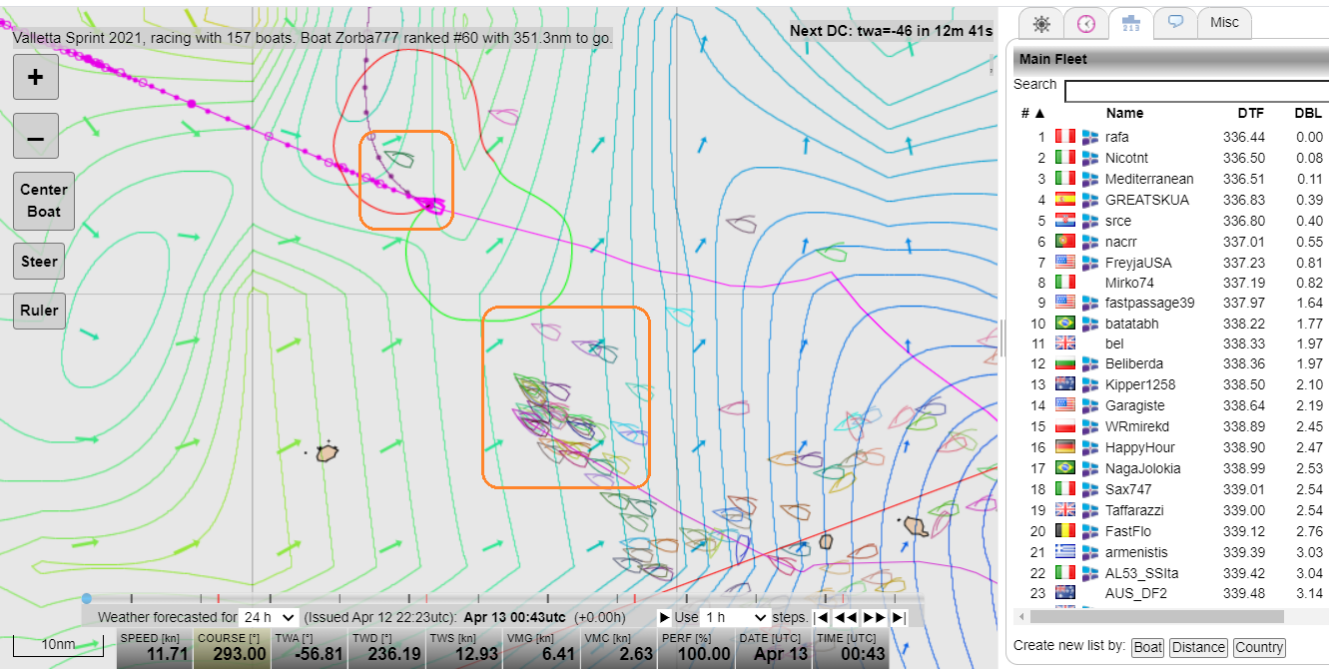 Misc
Valletta Sprint 2021, racing with 157 boats. Boat Zorba777 ranked #60 with 351.3nm to go.
Next DC: twa=-46 in 12m 41s
+
–
Center
Boat
Steer
Ruler
Main Fleet
Search
# ▲ Name DTF DBL
1 rafa 336.44 0.00
2 Nicotnt 336.50 0.08
3 Mediterranean 336.51 0.11
4 GREATSKUA 336.83 0.39
5 srce 336.80 0.40
6 nacrr 337.01 0.55
7 FreyjaUSA 337.23 0.81
8 Mirko74 337.19 0.82
9 fastpassage39 337.97 1.64
10 batatabh 338.22 1.77
11 bel 338.33 1.97
12 Beliberda 338.36 1.97
13 Kipper1258 338.50 2.10
14 Garagiste 338.64 2.19
15 WRmirekd 338.89 2.45
16 HappyHour 338.90 2.47
17 NagaJolokia 338.99 2.53
18 Sax747 339.01 2.54
19 Taffarazzi 339.00 2.54
20 FastFlo 339.12 2.76
21 armenistis 339.39 3.03
22 AL53_SSIta 339.42 3.04
23 AUS_DF2 339.48 3.14
Create new list by: Boat Distance Country
Weather forecasted for 24 h (Issued Apr 12 22:23utc): Apr 13 00:43utc (+0.00h) Use 1 h steps.
10nm
SPEED [kn] COURSE [°] TWA [°] TWD [°] TWS [kn] VMG [kn] VMC [kn] PERF [%] DATE [UTC] TIME [UTC]
11.71 293.00 -56.81 236.19 12.93 6.41 2.63 100.00 Apr 13 00:43